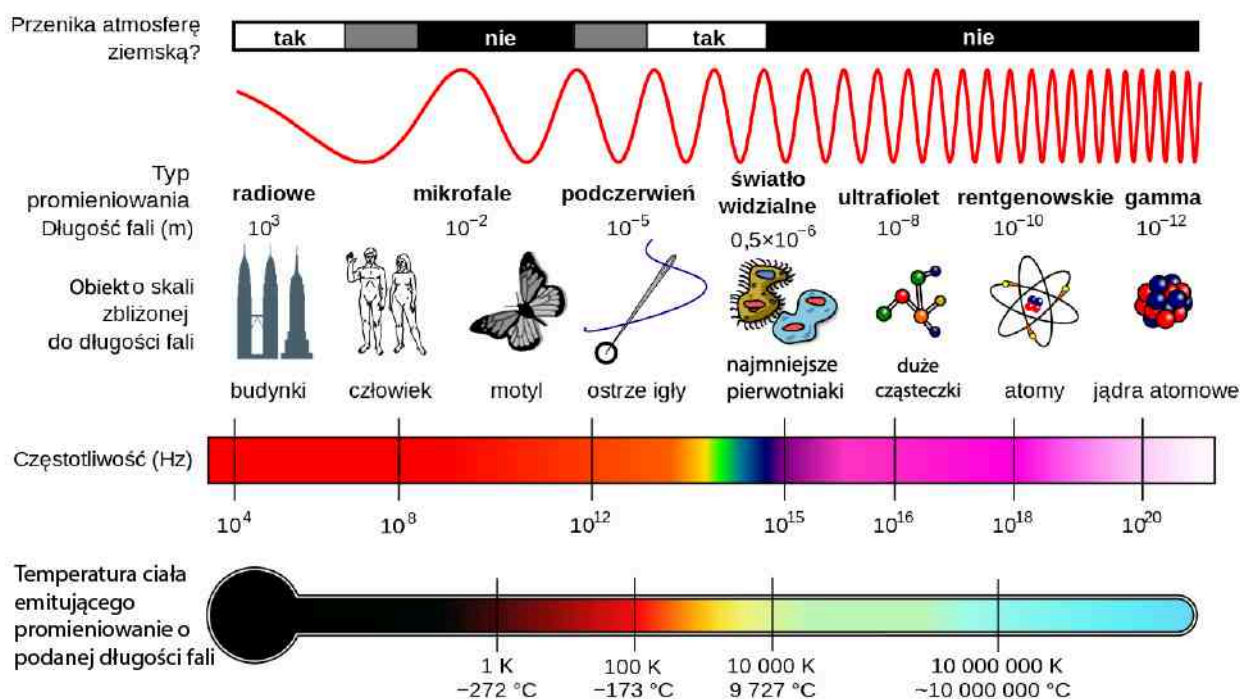 Przenika atmosferę
ziemską?
tak nie tak nie
Typ
promieniowania
Długość fali (m)
radiowe mikrofale podczerwień światło widzialne ultrafiolet rentgenowskie gamma
10³ 10⁻² 10⁻⁵ 0,5×10⁻⁶ 10⁻⁸ 10⁻¹⁰ 10⁻¹²
Obiekt o skali
zbliżonej
do długości fali
budynki człowiek motyl ostrze igły najmniejsze pierwotniaki duże cząsteczki atomy jądra atomowe
Częstotliwość (Hz)
10⁴ 10⁸ 10¹² 10¹⁵ 10¹⁶ 10¹⁸ 10²⁰
Temperatura ciała
emitującego
promieniowanie o
podanej długości fali
1 K 100 K 10 000 K 10 000 000 K
−272 °C −173 °C 9 727 °C ~10 000 000 °C